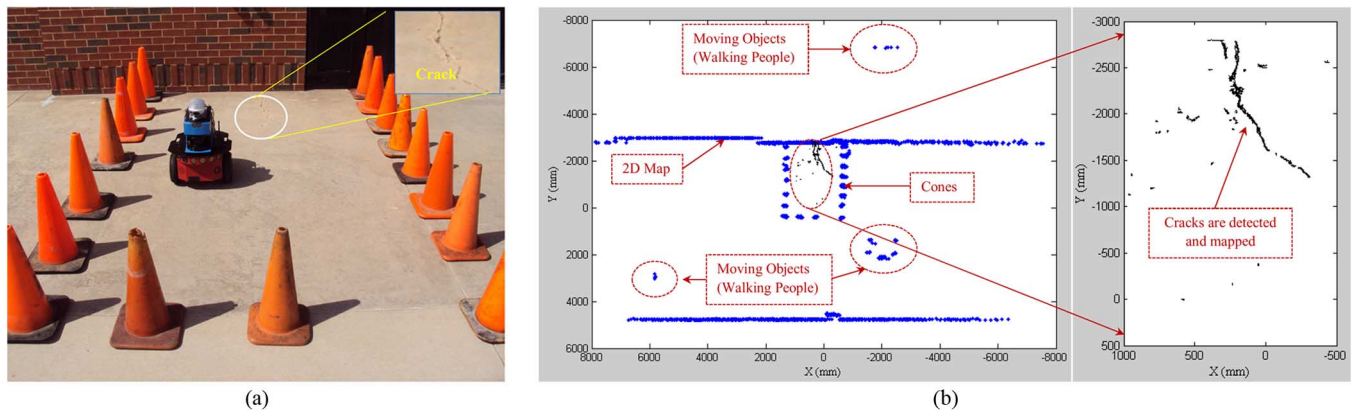 Crack
(a)
-8000
-6000
-4000
-2000
0
2000
4000
6000
Y (mm)
8000
6000
4000
2000
0
-2000
-4000
-6000
-8000
X (mm)
Moving Objects
(Walking People)
2D Map
Cones
Moving Objects
(Walking People)
-3000
-2500
-2000
-1500
-1000
-500
0
500
Y (mm)
1000
500
0
-500
X (mm)
Cracks are detected
and mapped
(b)